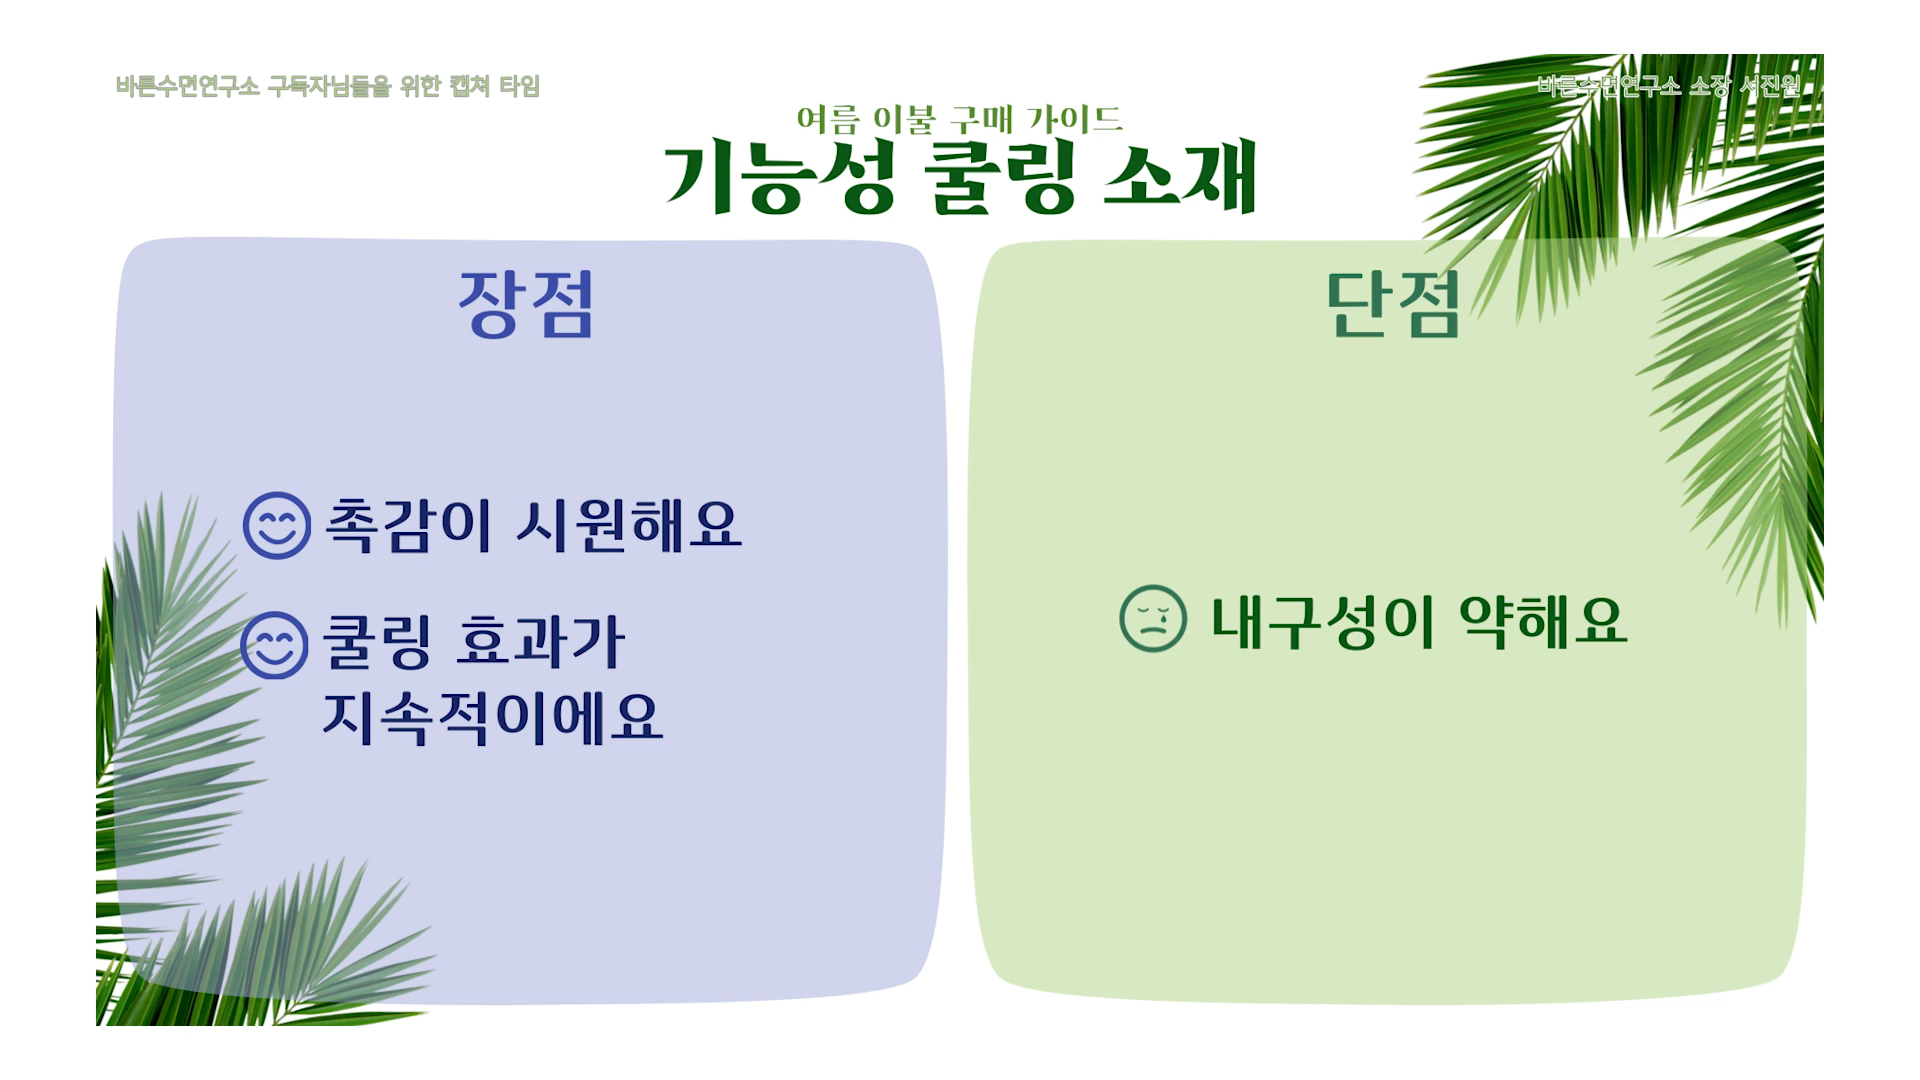 바른수면연구소 구독자님들을 위한 캡쳐 타임
바른수면연구소 소장 서진원
여름 이불 구매 가이드
기능성 쿨링 소재
장점
촉감이 시원해요
쿨링 효과가
지속적이에요
단점
내구성이 약해요